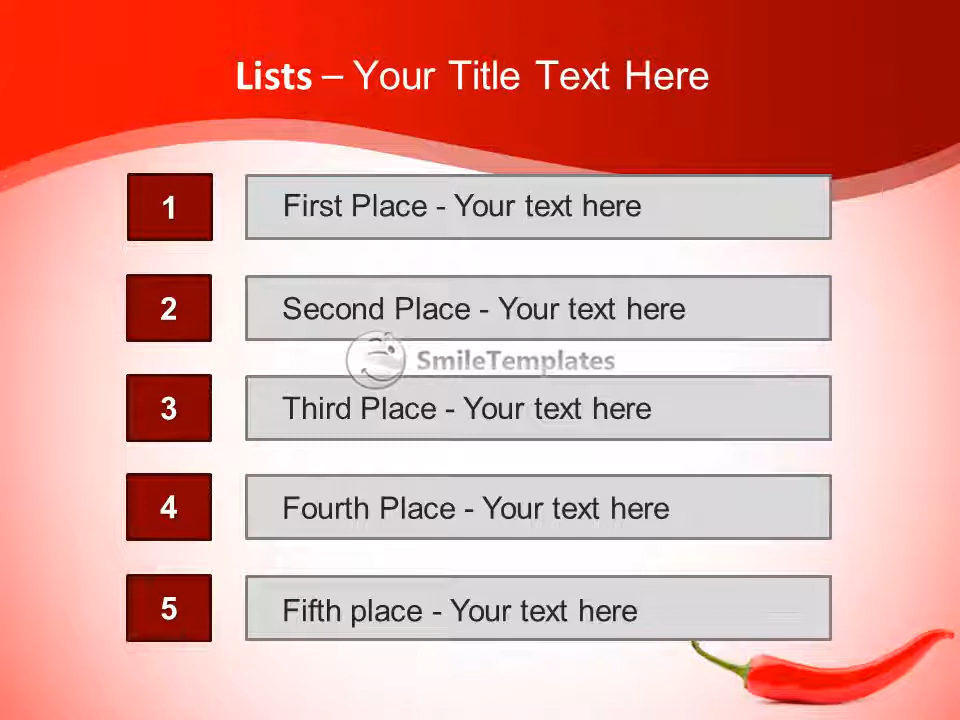 Lists – Your Title Text Here
1 First Place - Your text here
2 Second Place - Your text here
SmileTemplates
3 Third Place - Your text here
4 Fourth Place - Your text here
5 Fifth place - Your text here